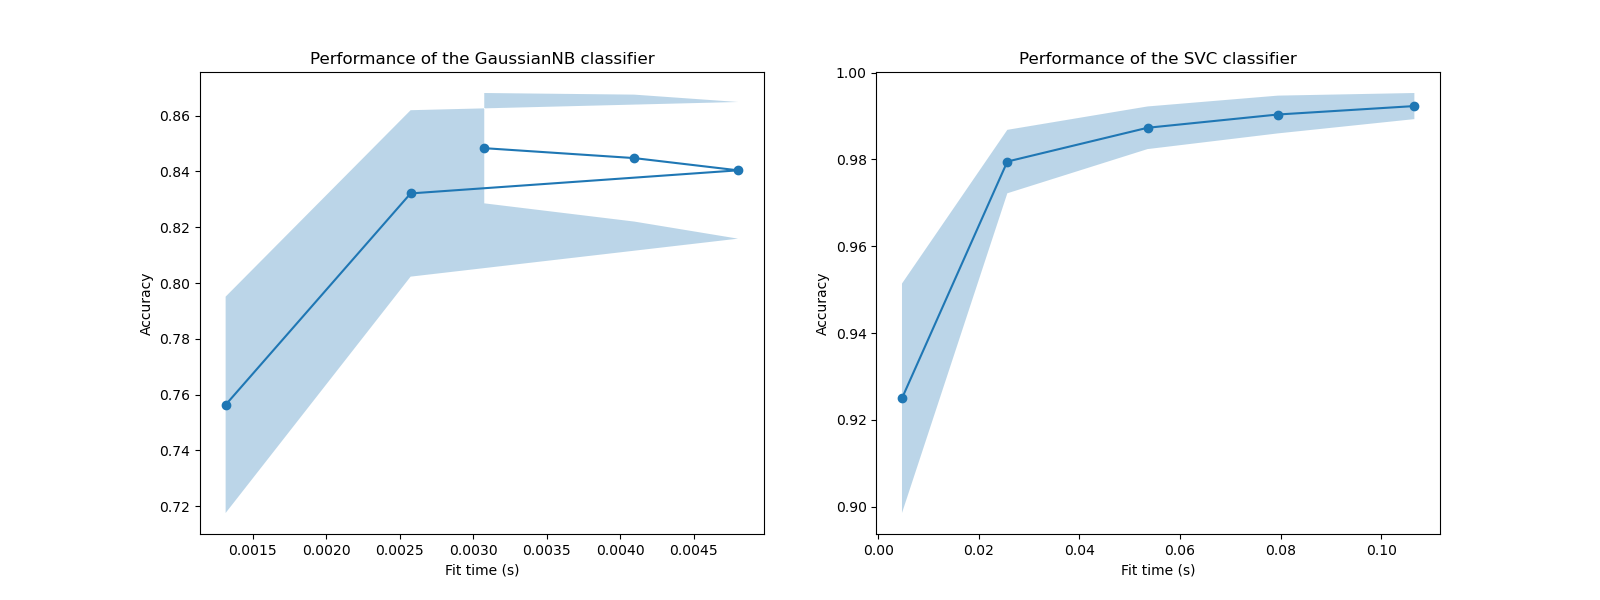 Performance of the GaussianNB classifier
Accuracy
0.86
0.84
0.82
0.80
0.78
0.76
0.74
0.72
0.0015 0.0020 0.0025 0.0030 0.0035 0.0040 0.0045
Fit time (s)
Performance of the SVC classifier
Accuracy
1.00
0.98
0.96
0.94
0.92
0.90
0.00 0.02 0.04 0.06 0.08 0.10
Fit time (s)